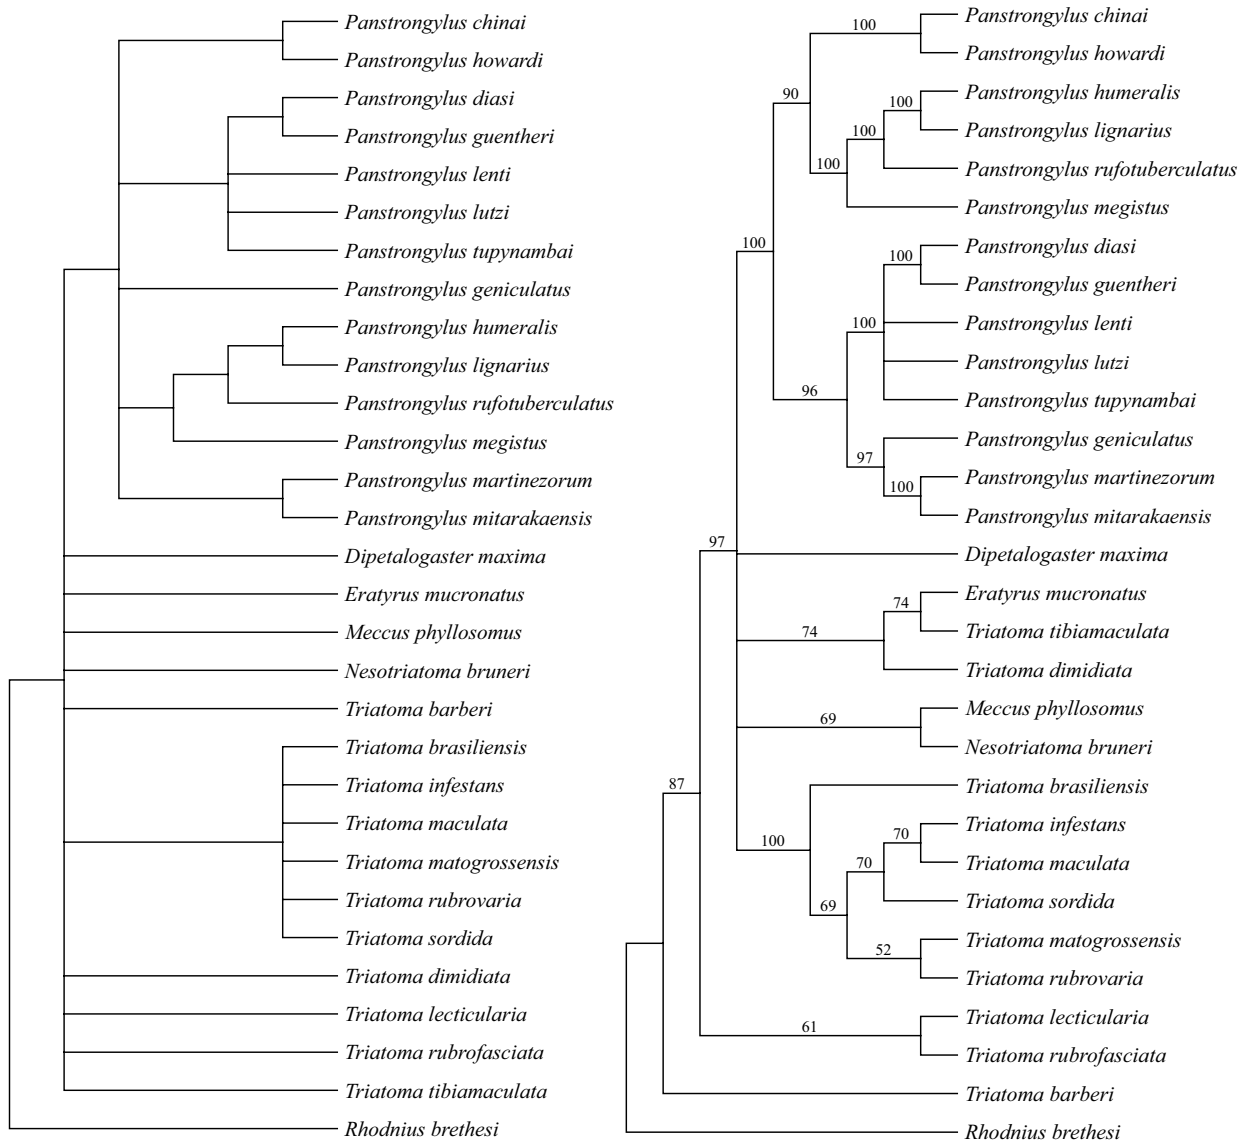 Panstrongylus chinai
Panstrongylus howardi
Panstrongylus diasi
Panstrongylus guentheri
Panstrongylus lenti
Panstrongylus lutzi
Panstrongylus tupynambai
Panstrongylus geniculatus
Panstrongylus humeralis
Panstrongylus lignarius
Panstrongylus rufotuberculatus
Panstrongylus megistus
Panstrongylus martinezorum
Panstrongylus mitarakaensis
Dipetalogaster maxima
Eratyrus mucronatus
Meccus phyllosomus
Nesotriatoma bruneri
Triatoma barberi
Triatoma brasiliensis
Triatoma infestans
Triatoma maculata
Triatoma matogrossensis
Triatoma rubrovaria
Triatoma sordida
Triatoma dimidiata
Triatoma lecticularia
Triatoma rubrofasciata
Triatoma tibiamaculata
Rhodnius brethesi
Panstrongylus chinai
100
Panstrongylus howardi
90
Panstrongylus humeralis
100
Panstrongylus lignarius
100
100
Panstrongylus rufotuberculatus
Panstrongylus megistus
100
Panstrongylus diasi
100
Panstrongylus guentheri
Panstrongylus lenti
100
Panstrongylus lutzi
96
Panstrongylus tupynambai
Panstrongylus geniculatus
97
Panstrongylus martinezorum
100
Panstrongylus mitarakaensis
97
Dipetalogaster maxima
Eratyrus mucronatus
74
Triatoma tibiamaculata
74
Triatoma dimidiata
Meccus phyllosomus
69
Nesotriatoma bruneri
87
Triatoma brasiliensis
Triatoma infestans
70
100
Triatoma maculata
70
Triatoma sordida
69
Triatoma matogrossensis
52
Triatoma rubrovaria
Triatoma lecticularia
61
Triatoma rubrofasciata
Triatoma barberi
Rhodnius brethesi